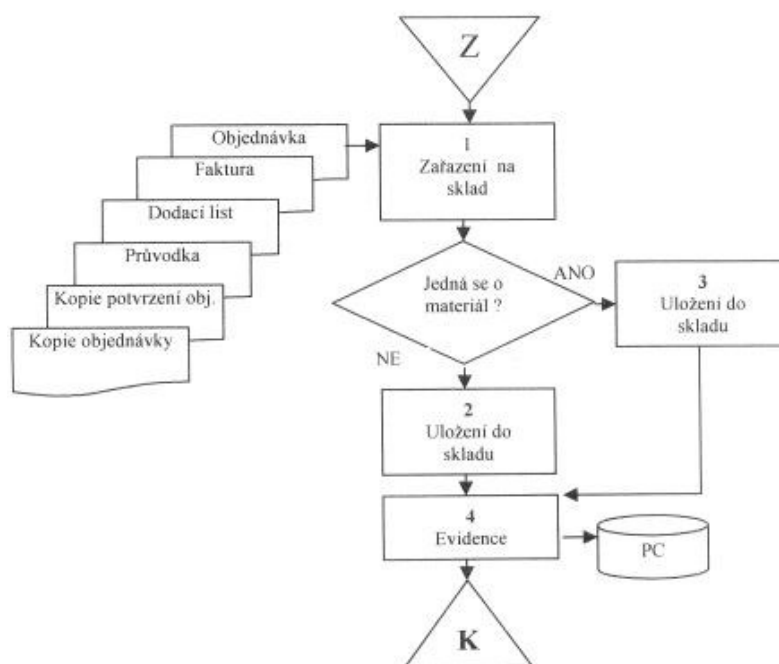 Z
Objednávka
Faktura
Dodací list
Průvodka
Kopie potvrzení obj.
Kopie objednávky
1
Zařazení na
sklad
Jedná se o
materiál ?
ANO
NE
3
Uložení do
skladu
2
Uložení do
skladu
4
Evidence
PC
K